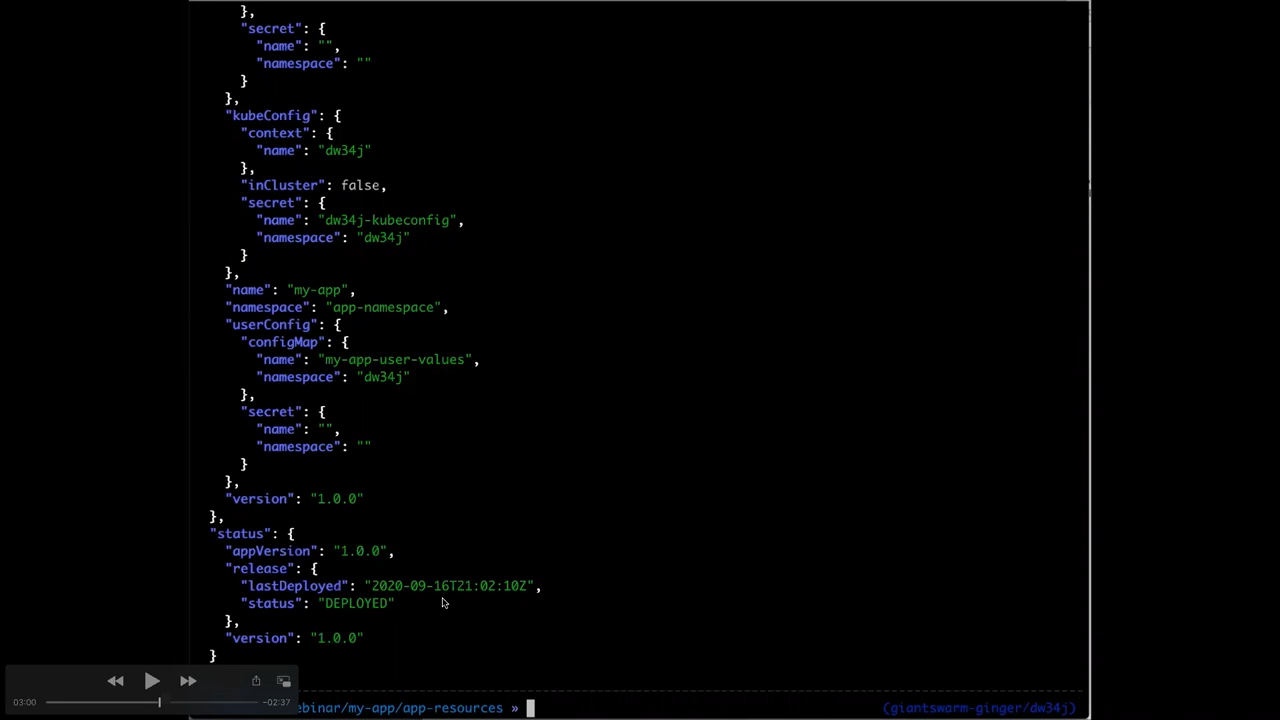 },
"secret": {
"name": "",
"namespace": ""
}
},
"kubeConfig": {
"context": {
"name": "dw34j"
},
"inCluster": false,
"secret": {
"name": "dw34j-kubeconfig",
"namespace": "dw34j"
}
},
"name": "my-app",
"namespace": "app-namespace",
"userConfig": {
"configMap": {
"name": "my-app-user-values",
"namespace": "dw34j"
},
"secret": {
"name": "",
"namespace": ""
}
},
"version": "1.0.0"
},
"status": {
"appVersion": "1.0.0",
"release": {
"lastDeployed": "2020-09-16T21:02:10Z",
"status": "DEPLOYED"
},
"version": "1.0.0"
}
03:00 -02:37
ebinar/my-app/app-resources » (giantswarm-ginger/dw34j)